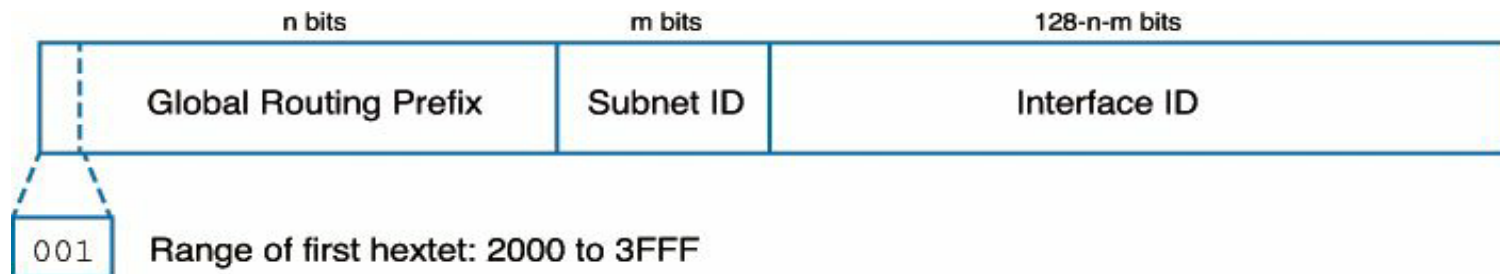 n bits m bits 128-n-m bits
Global Routing Prefix Subnet ID Interface ID
001 Range of first hextet: 2000 to 3FFF